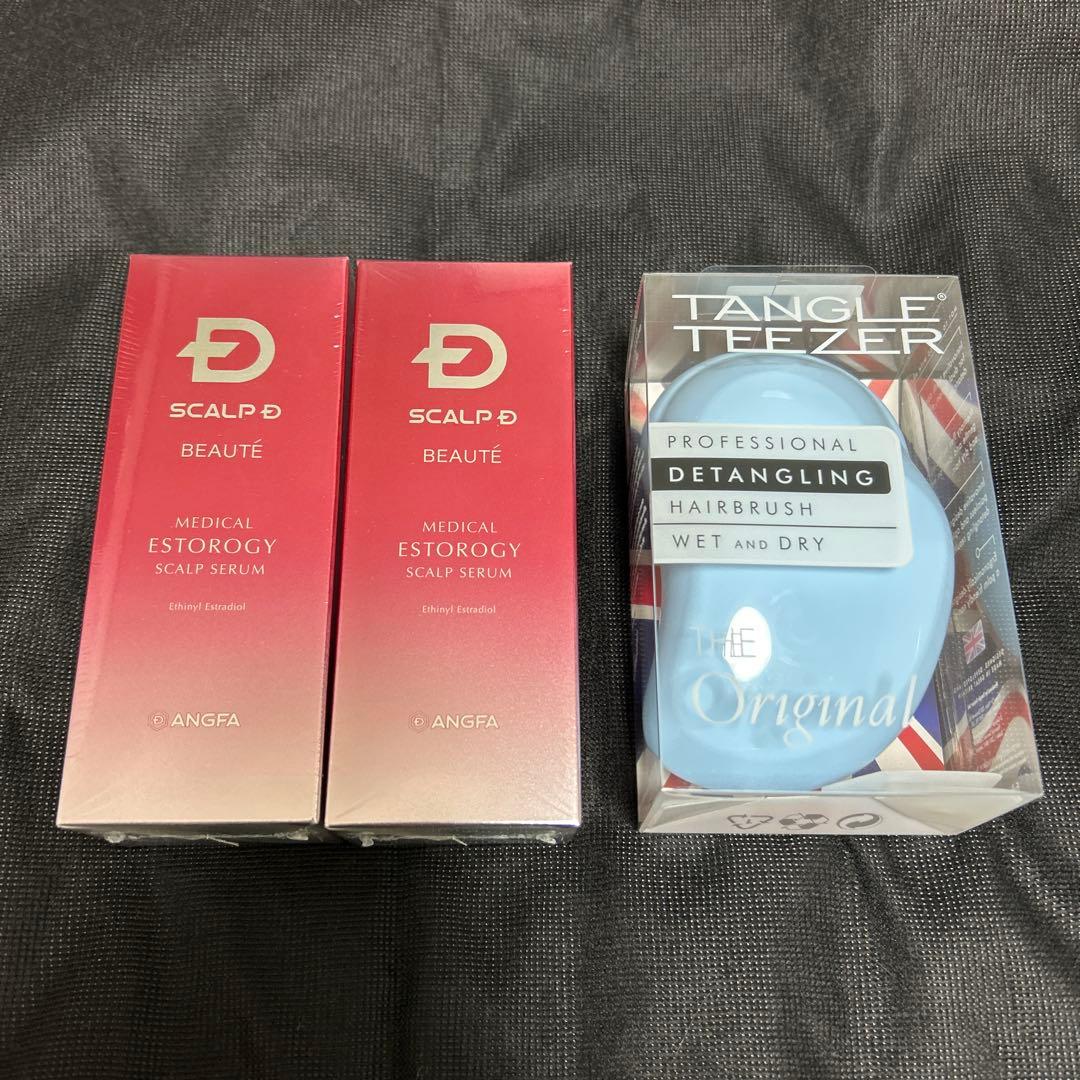 SCALP D
BEAUTÉ
MEDICAL
ESTOROGY
SCALP SERUM
Ethinyl Estradiol
ANGFA
SCALP D
BEAUTÉ
MEDICAL
ESTOROGY
SCALP SERUM
Ethinyl Estradiol
ANGFA
TANGLE®
TEEZER
PROFESSIONAL
DETANGLING
HAIRBRUSH
WET AND DRY
THE
Original